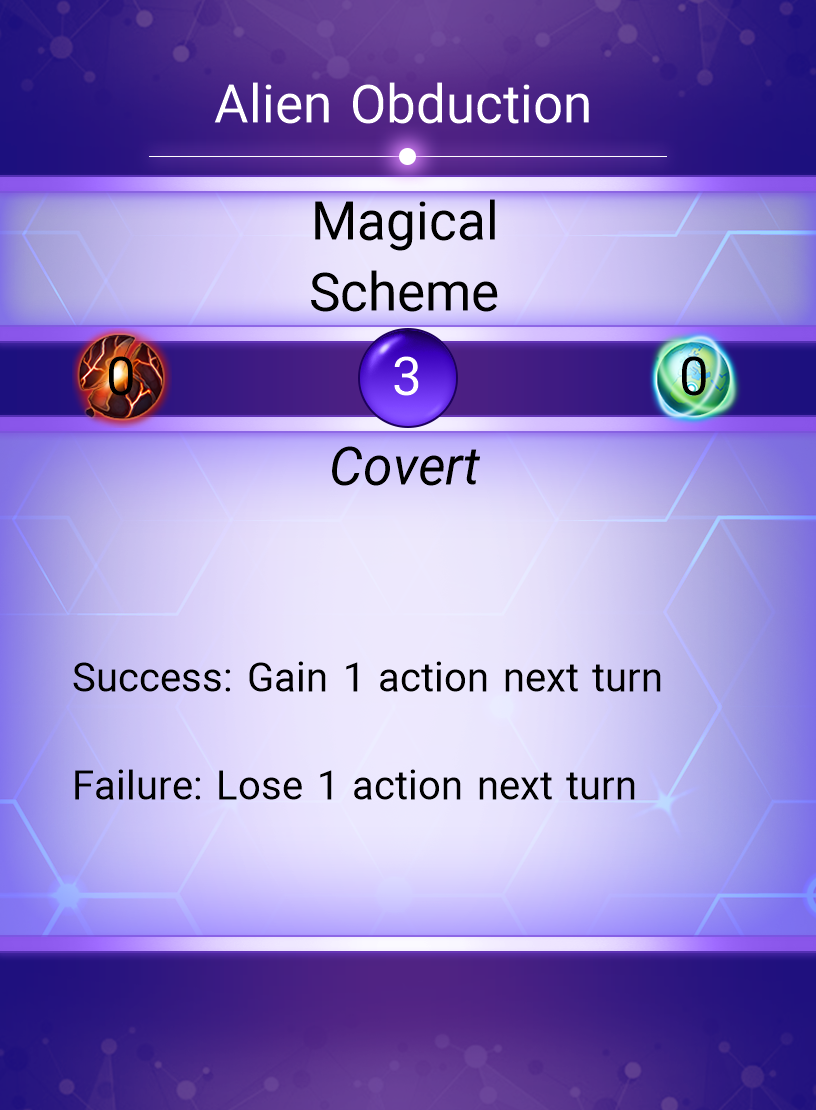 Alien Obduction
Magical
Scheme
0 3 0
Covert
Success: Gain 1 action next turn
Failure: Lose 1 action next turn